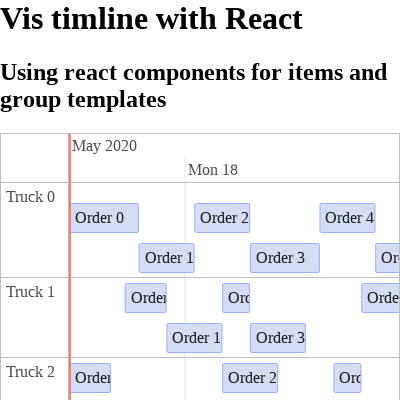 Vis timline with React
Using react components for items and
group templates
May 2020
Mon 18
Truck 0
Order 0
Order 2
Order 4
Order 1
Order 3
Or
Truck 1
Order
Orc
Orde
Order 1
Order 3
Truck 2
Order
Order 2
Orc